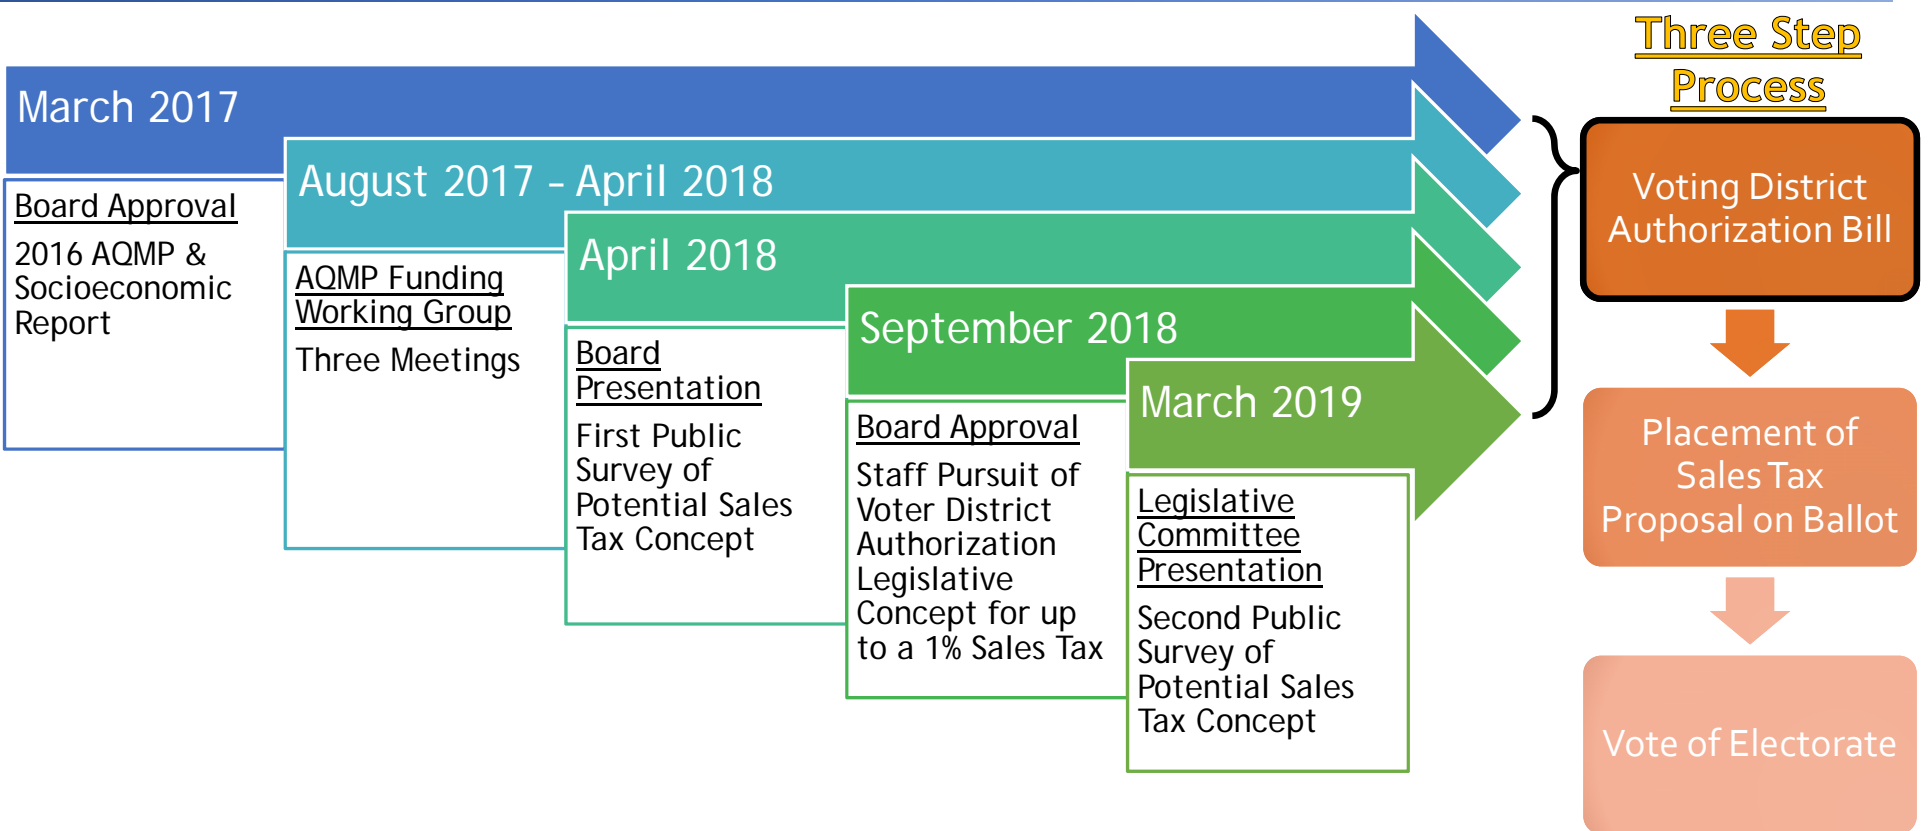 March 2017
Board Approval
2016 AQMP &
Socioeconomic
Report
August 2017 - April 2018
AQMP Funding
Working Group
Three Meetings
April 2018
Board
Presentation
First Public
Survey of
Potential Sales
Tax Concept
September 2018
Board Approval
Staff Pursuit of
Voter District
Authorization
Legislative
Concept for up
to a 1% Sales Tax
March 2019
Legislative
Committee
Presentation
Second Public
Survey of
Potential Sales
Tax Concept
Three Step
Process
Voting District
Authorization Bill
Placement of
Sales Tax
Proposal on Ballot
Vote of Electorate